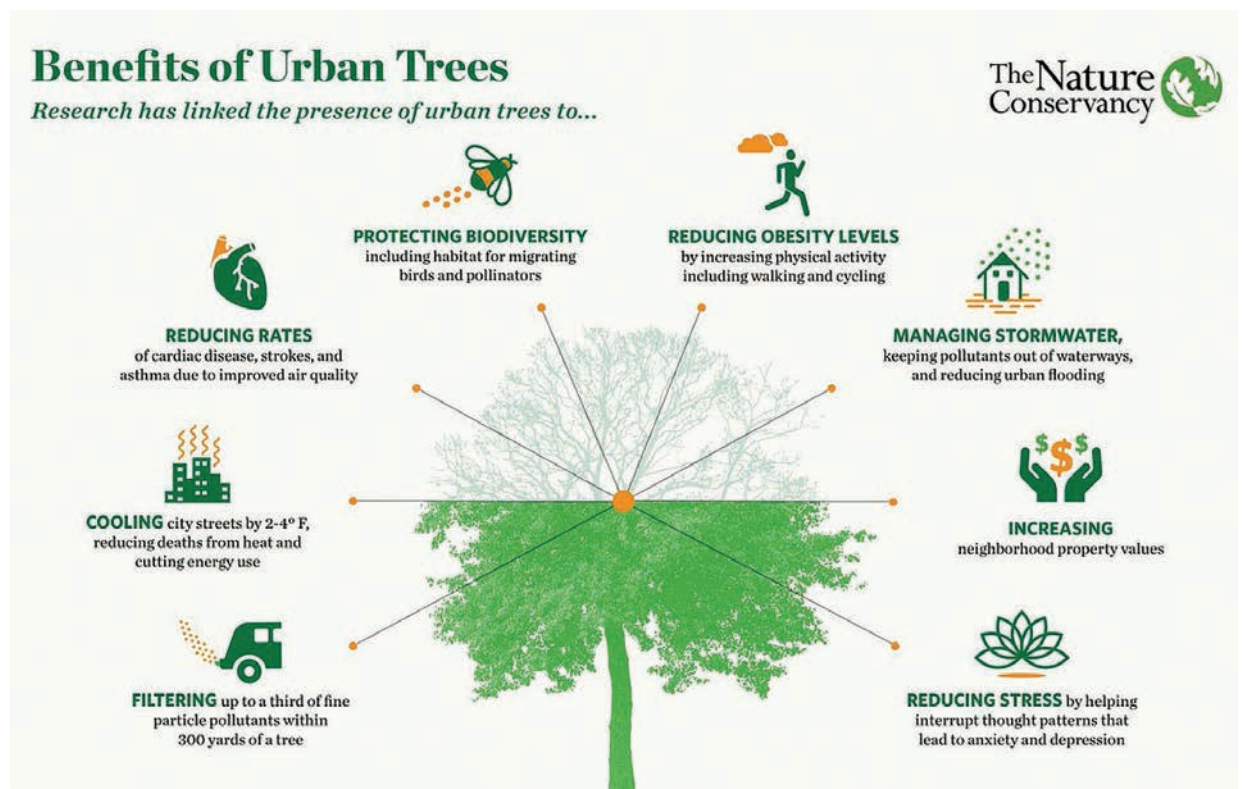 Benefits of Urban Trees
Research has linked the presence of urban trees to...
The Nature
Conservancy
PROTECTING BIODIVERSITY
including habitat for migrating
birds and pollinators
REDUCING OBESITY LEVELS
by increasing physical activity
including walking and cycling
REDUCING RATES
of cardiac disease, strokes, and
asthma due to improved air quality
MANAGING STORMWATER,
keeping pollutants out of waterways,
and reducing urban flooding
COOLING city streets by 2-4º F,
reducing deaths from heat and
cutting energy use
$ $ $
INCREASING
neighborhood property values
FILTERING up to a third of fine
particle pollutants within
300 yards of a tree
REDUCING STRESS by helping
interrupt thought patterns that
lead to anxiety and depression